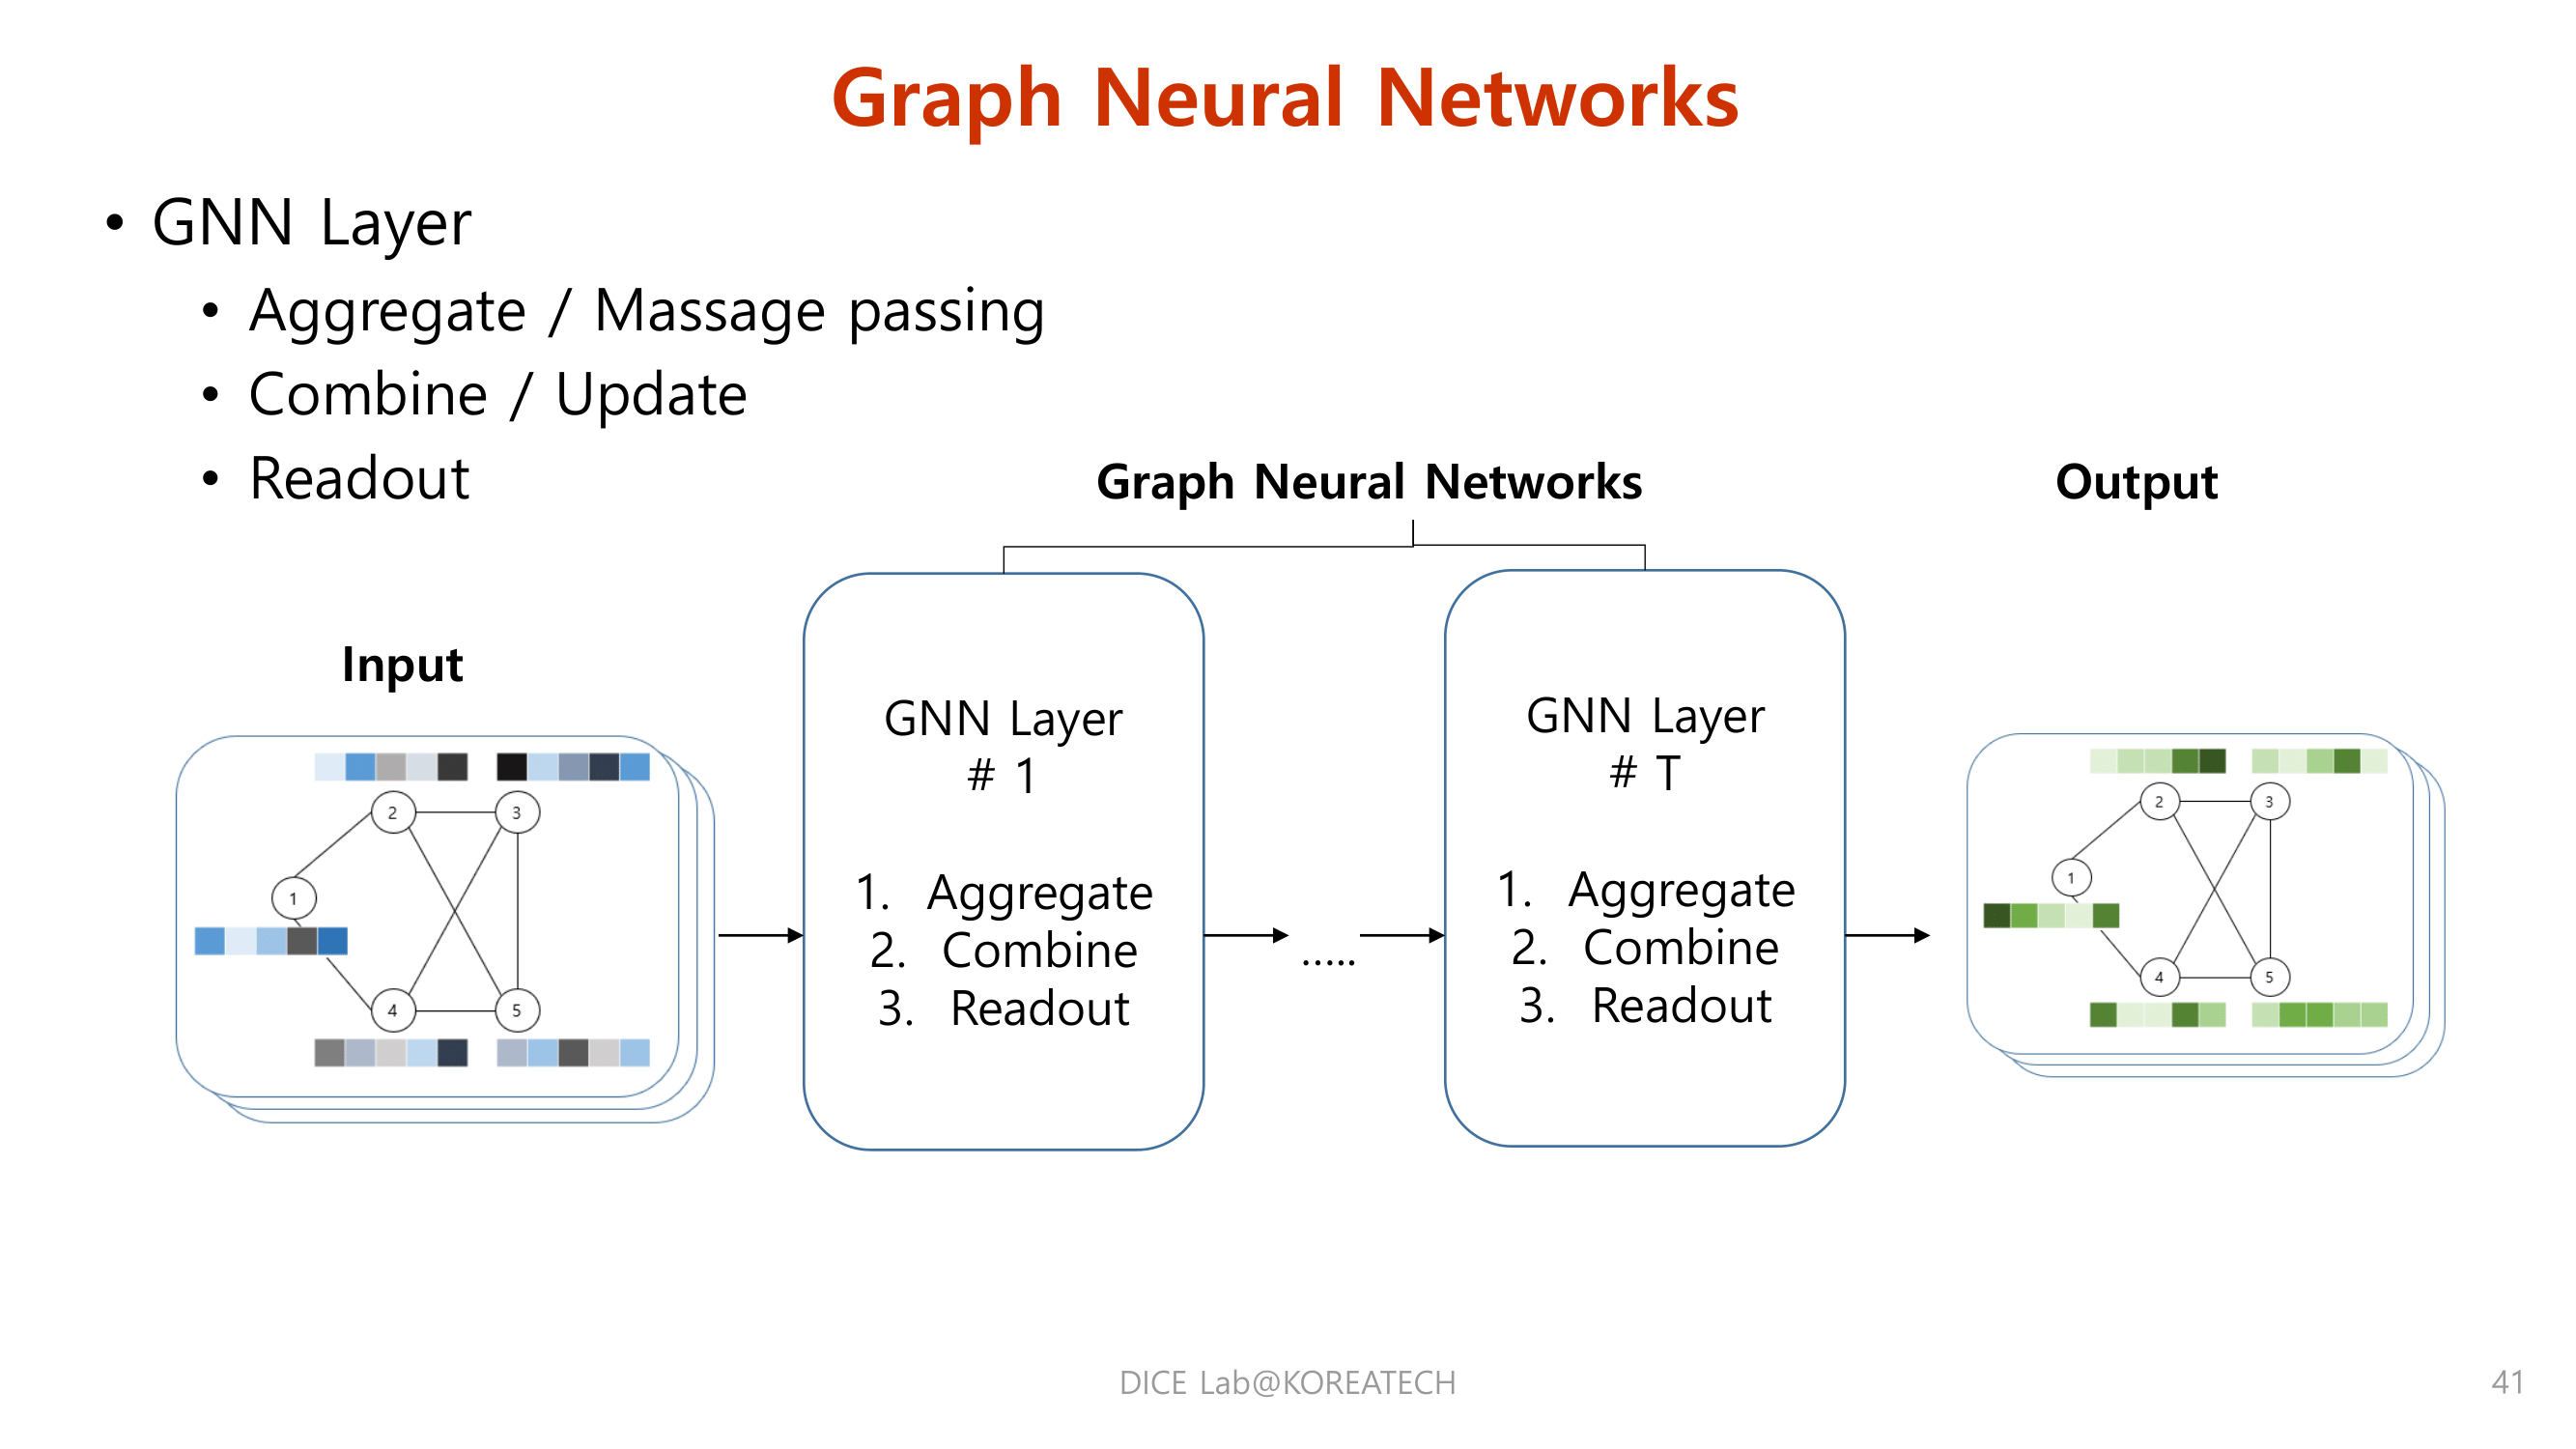 Graph Neural Networks
• GNN Layer
• Aggregate / Massage passing
• Combine / Update
• Readout
Graph Neural Networks
Output
Input
2
3
1
4
5
GNN Layer
# 1
1. Aggregate
2. Combine
3. Readout
.....
GNN Layer
# T
1. Aggregate
2. Combine
3. Readout
2
3
1
4
5
DICE Lab@KOREATECH
41